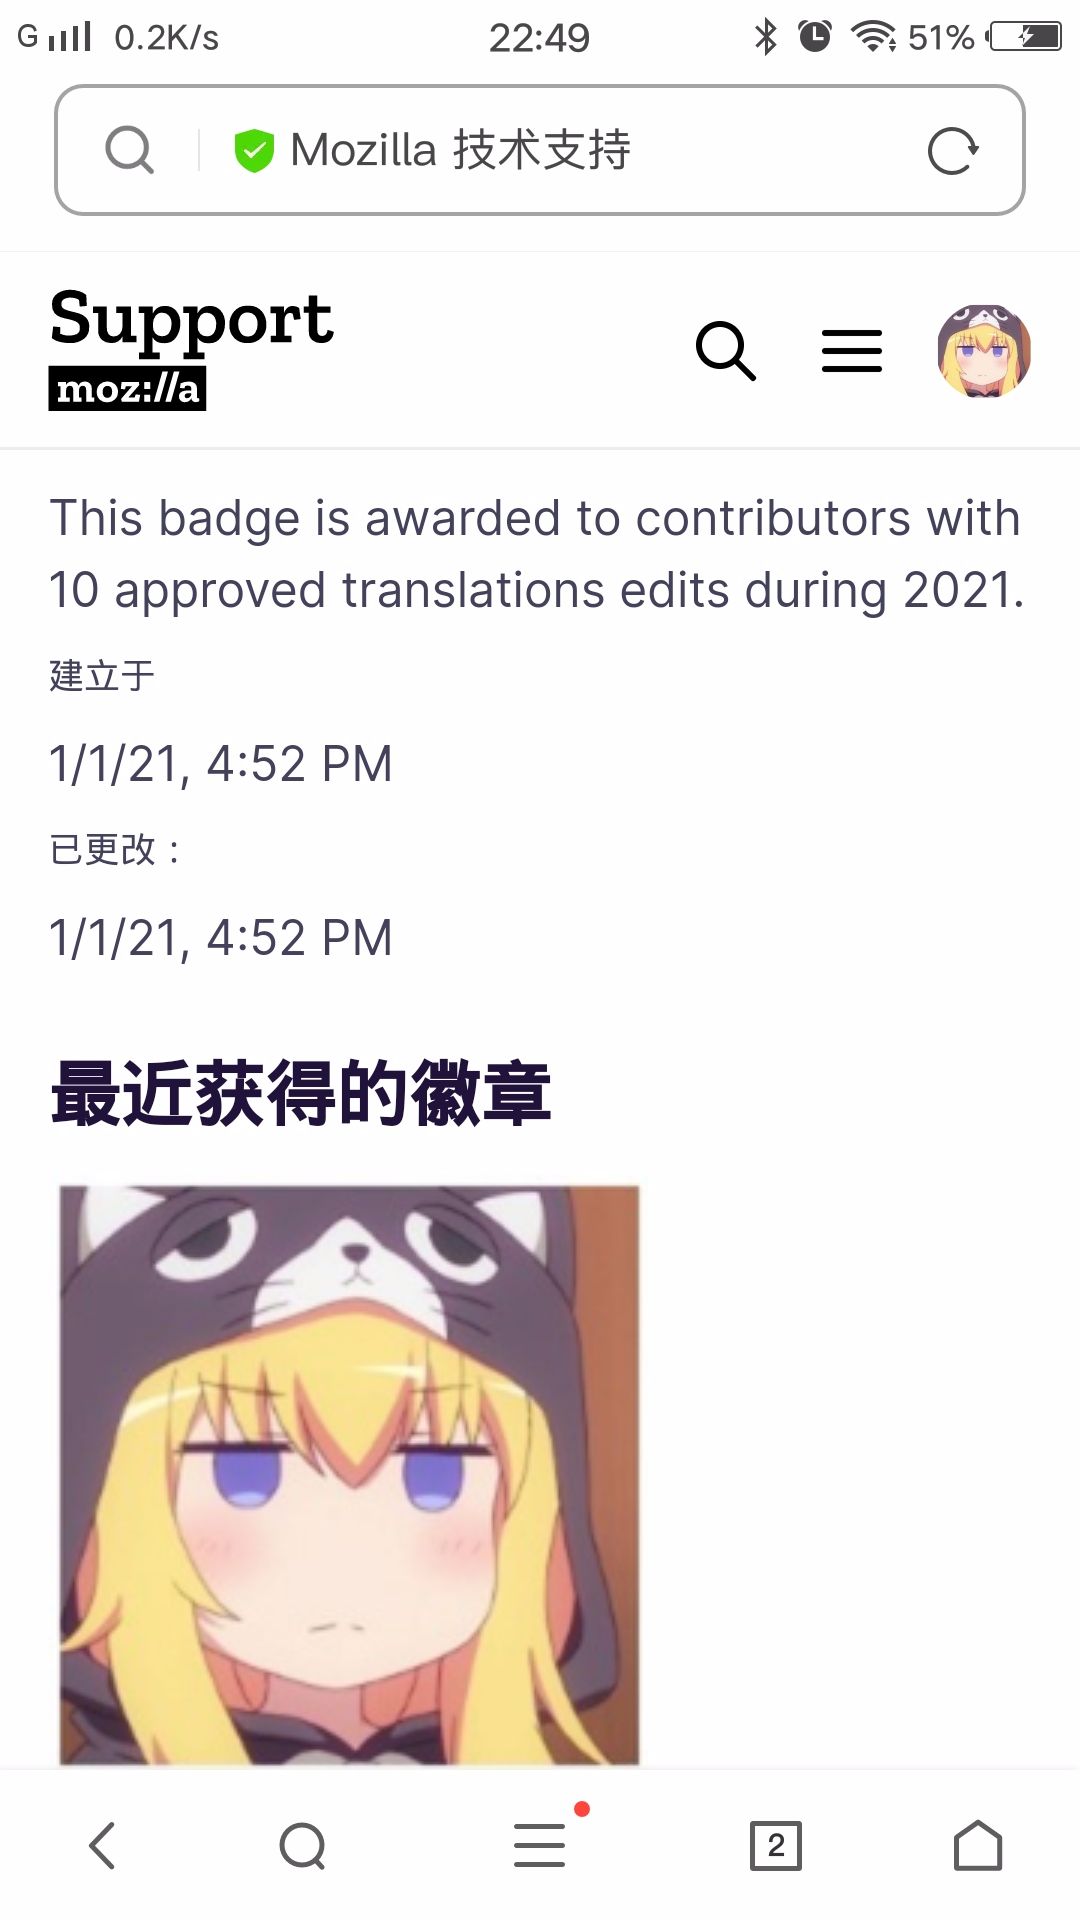 G 0.2K/s 22:49 51%
Mozilla 技术支持
Support
moz://a
This badge is awarded to contributors with
10 approved translations edits during 2021.
建立于
1/1/21, 4:52 PM
已更改：
1/1/21, 4:52 PM
最近获得的徽章
2